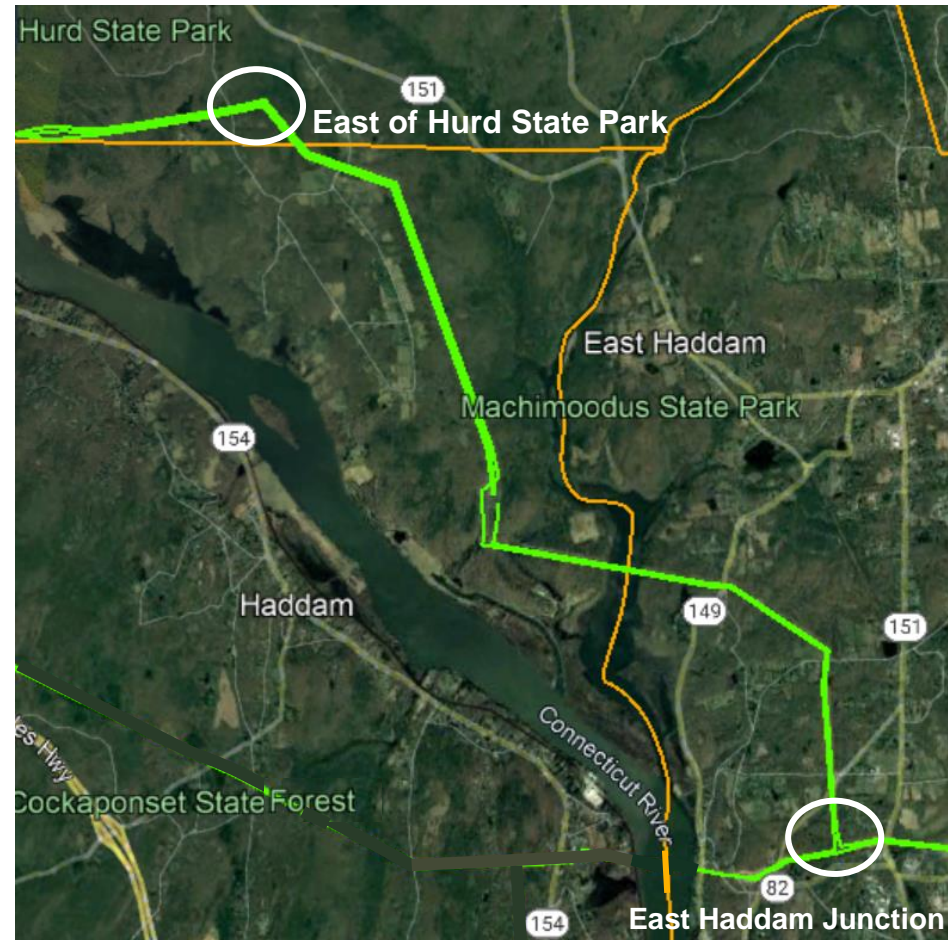 Hurd State Park
151
East of Hurd State Park
East Haddam
Machimoodus State Park
154
Haddam
149
151
Connecticut River
es Hwy
Cockaponset State Forest
82
154
East Haddam Junction